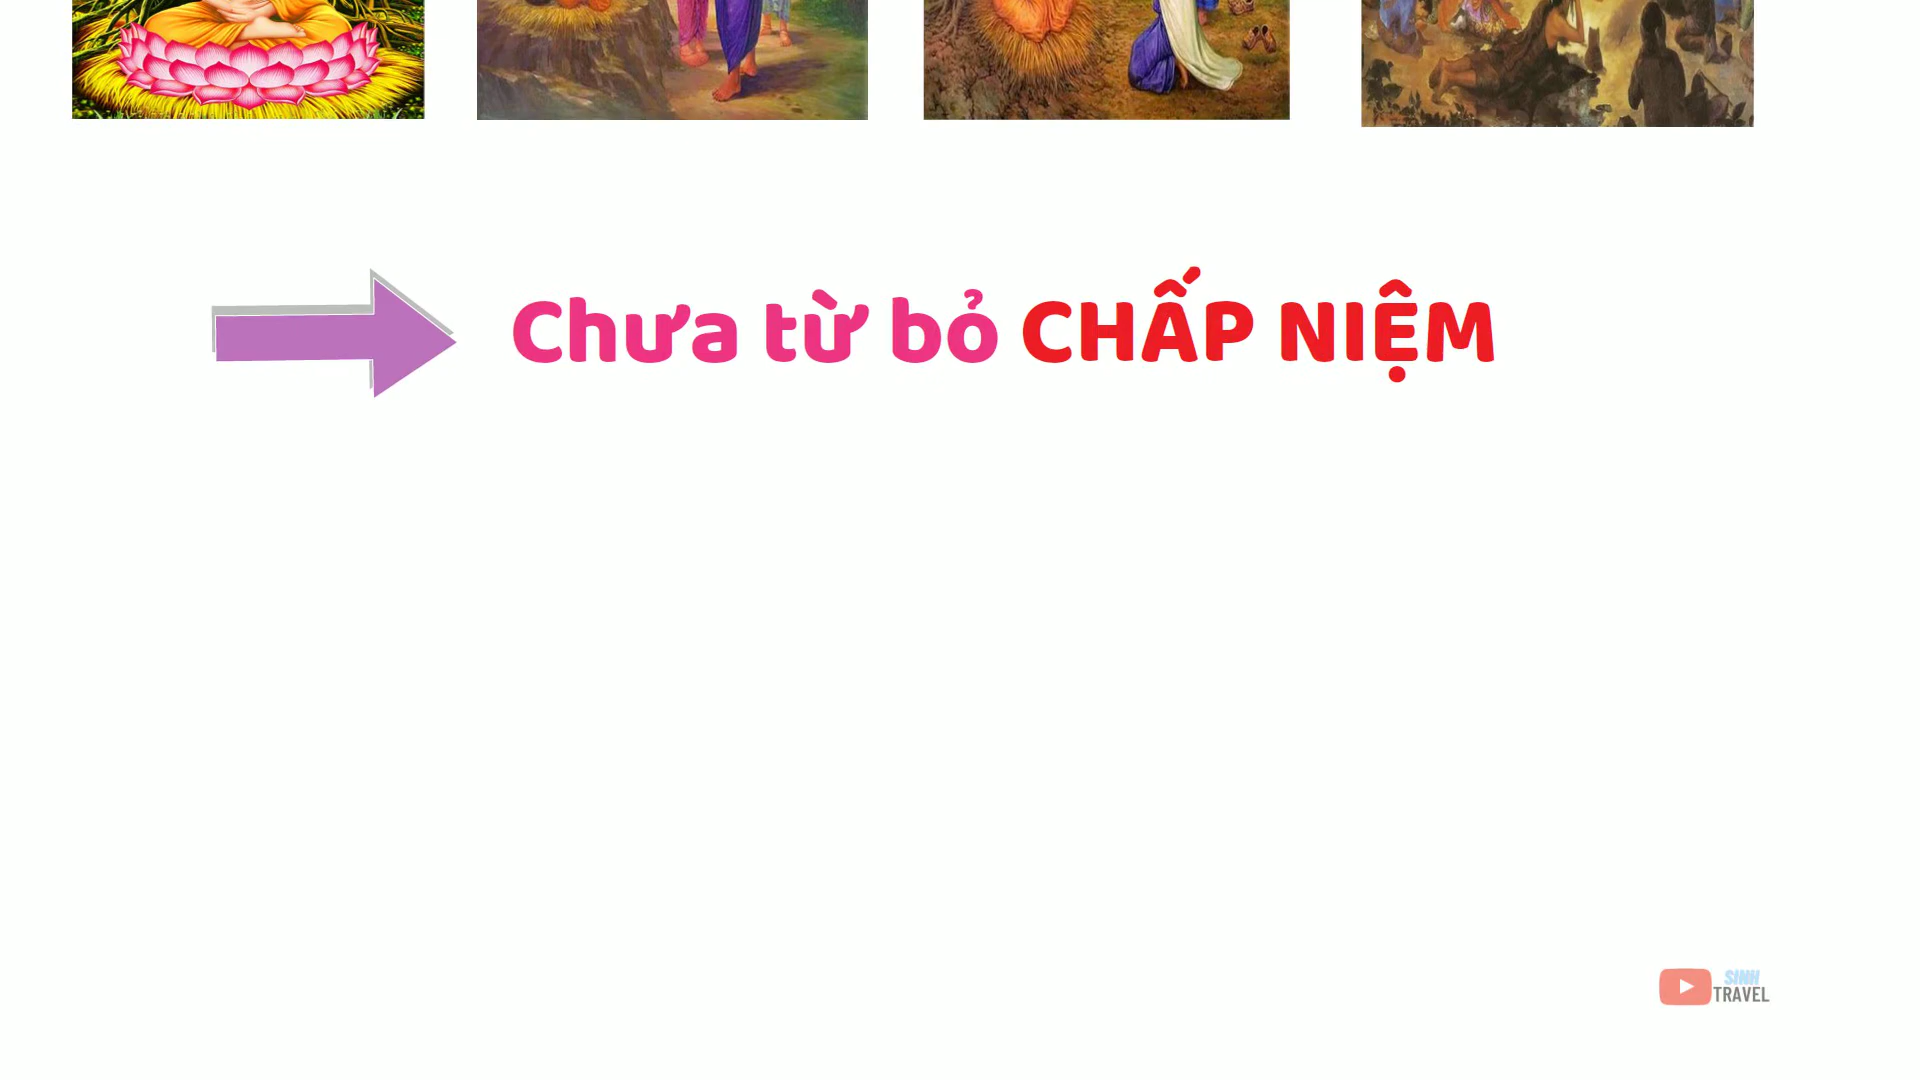 Chưa từ bỏ CHẤP NIỆM
SINH
TRAVEL